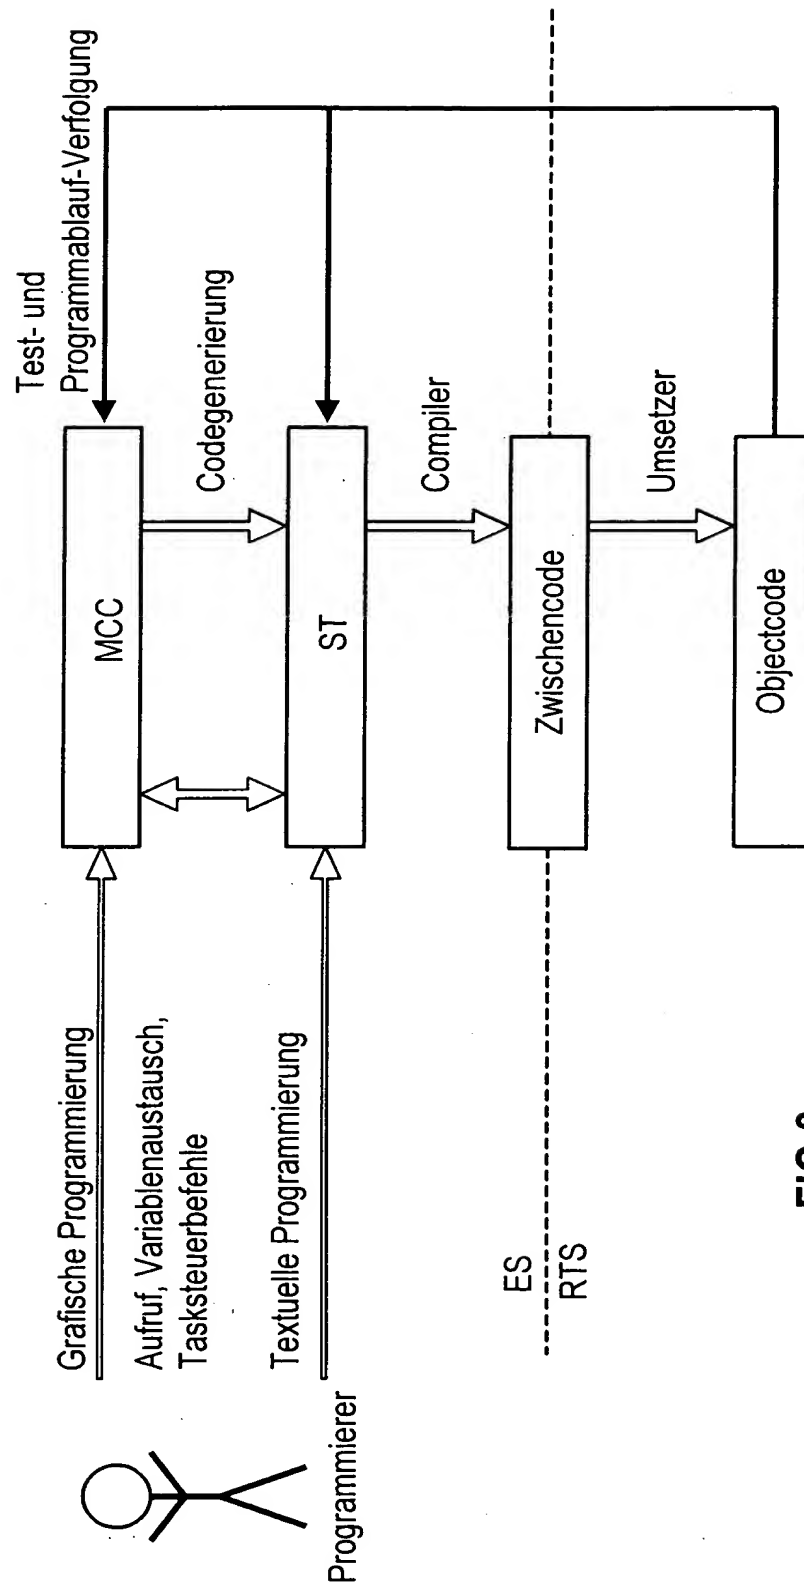 Test- und
Programmablauf-Verfolgung
Grafische Programmierung
MCC
Aufruf, Variablenaustausch,
Tasksteuerbefehle
Codegenerierung
Textuelle Programmierung
ST
Programmierer
Compiler
ES
Zwischencode
RTS
Umsetzer
Objectcode